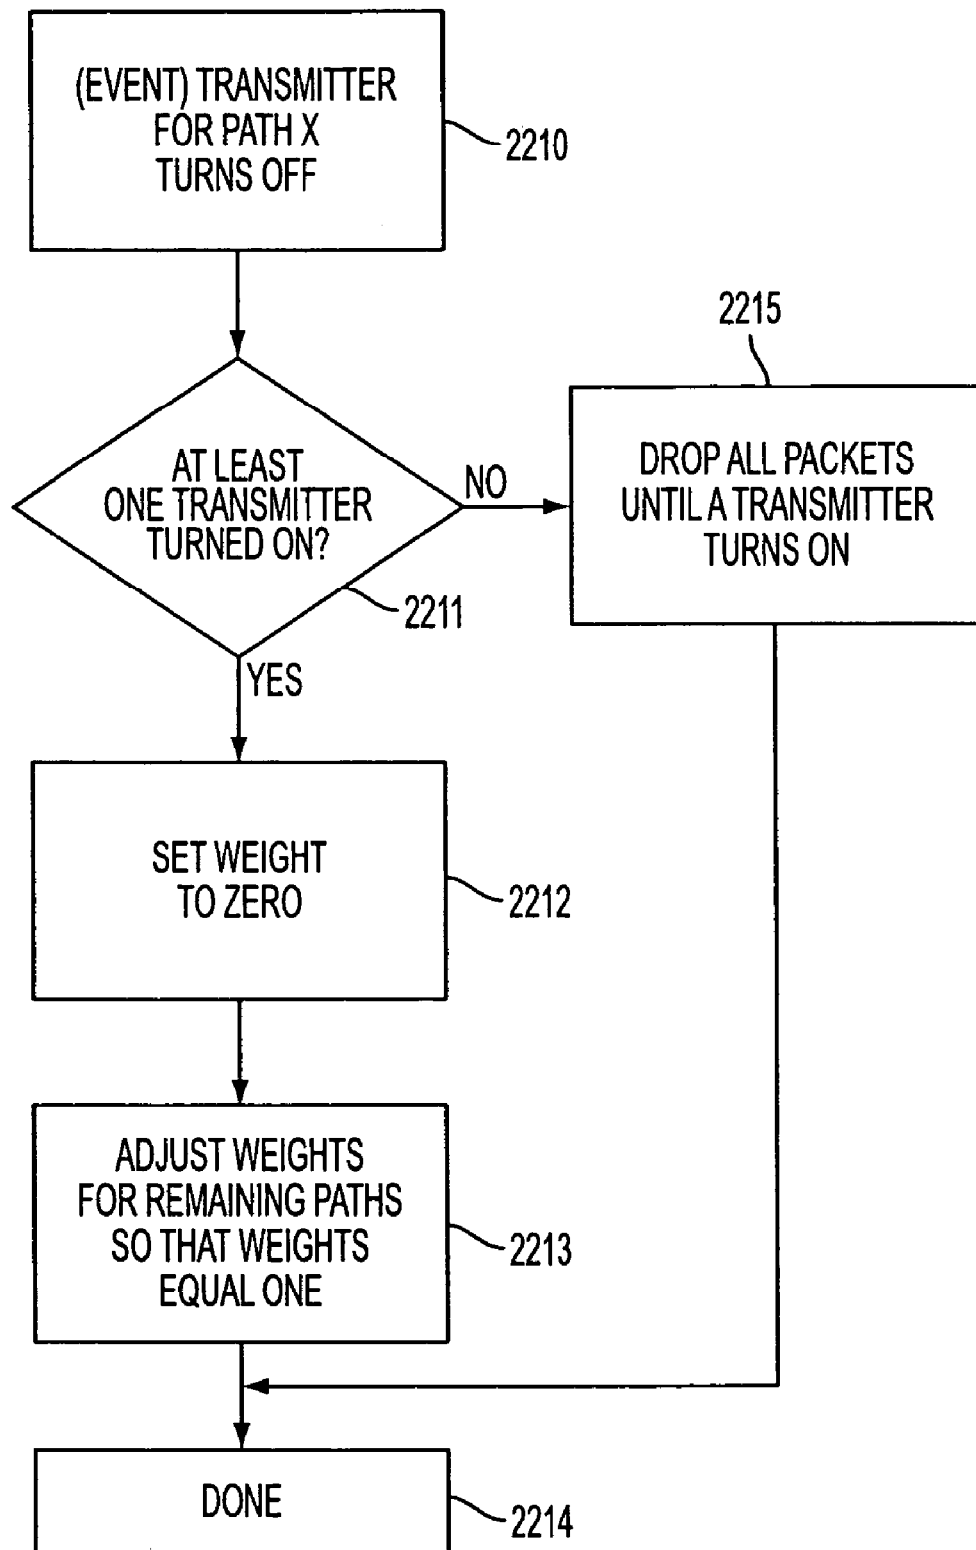 (EVENT) TRANSMITTER
FOR PATH X
TURNS OFF
2210
2215
AT LEAST
ONE TRANSMITTER
TURNED ON?
NO
2211
DROP ALL PACKETS
UNTIL A TRANSMITTER
TURNS ON
YES
SET WEIGHT
TO ZERO
2212
ADJUST WEIGHTS
FOR REMAINING PATHS
SO THAT WEIGHTS
EQUAL ONE
2213
DONE
2214